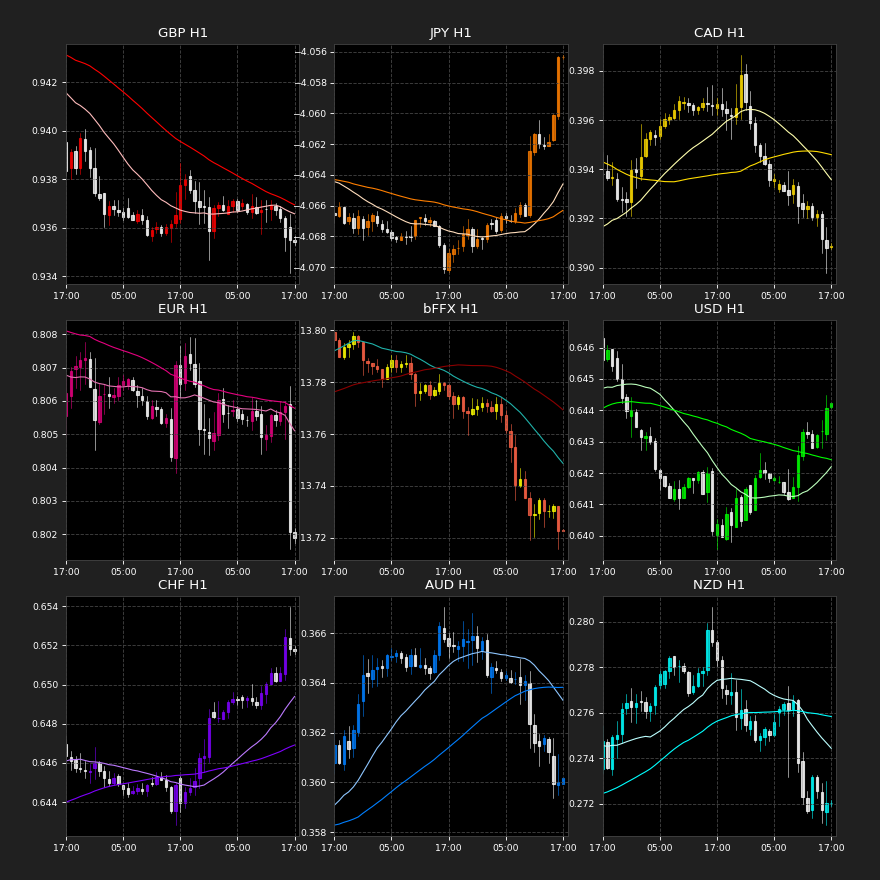 GBP H1
JPY H1
CAD H1
0.942
0.940
0.938
0.936
0.934
-4.056
-4.058
-4.060
-4.062
-4.064
-4.066
-4.068
-4.070
0.398
0.396
0.394
0.392
0.390
17:00 05:00 17:00 05:00 17:00
17:00 05:00 17:00 05:00 17:00
17:00 05:00 17:00 05:00 17:00
EUR H1
bFFX H1
USD H1
0.808
0.807
0.806
0.805
0.804
0.803
0.802
13.80
13.78
13.76
13.74
13.72
0.646
0.645
0.644
0.643
0.642
0.641
0.640
17:00 05:00 17:00 05:00 17:00
17:00 05:00 17:00 05:00 17:00
17:00 05:00 17:00 05:00 17:00
CHF H1
AUD H1
NZD H1
0.654
0.652
0.650
0.648
0.646
0.644
0.366
0.364
0.362
0.360
0.358
0.280
0.278
0.276
0.274
0.272
17:00 05:00 17:00 05:00 17:00
17:00 05:00 17:00 05:00 17:00
17:00 05:00 17:00 05:00 17:00